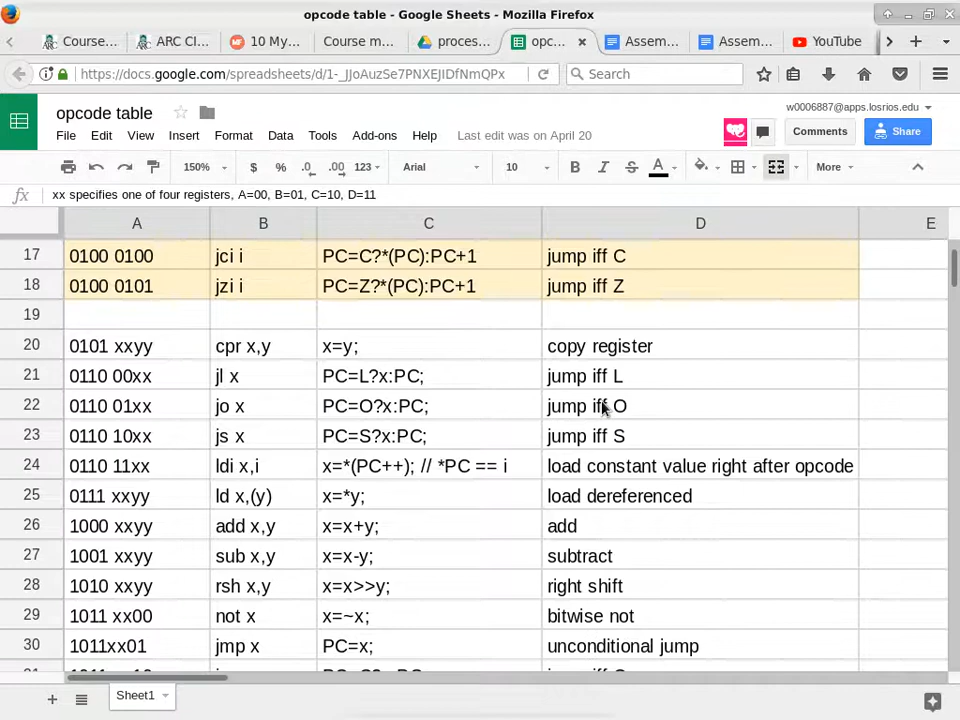 opcode table - Google Sheets - Mozilla Firefox
Course... ARC CI... 10 My... Course m... proces... opc... Assem... Assem... YouTube
https://docs.google.com/spreadsheets/d/1-_JJoAuzSe7PNXEJIDfNmQPx Search
opcode table w0006887@apps.losrios.edu
File Edit View Insert Format Data Tools Add-ons Help Last edit was on April 20 Comments Share
150% $ % .0 .00 123 Arial 10 B I S A More
fx xx specifies one of four registers, A=00, B=01, C=10, D=11
A B C D E
17 0100 0100 jci i PC=C?*(PC):PC+1 jump iff C
18 0100 0101 jzi i PC=Z?*(PC):PC+1 jump iff Z
19
20 0101 xxyy cpr x,y x=y; copy register
21 0110 00xx jl x PC=L?x:PC; jump iff L
22 0110 01xx jo x PC=O?x:PC; jump iff O
23 0110 10xx js x PC=S?x:PC; jump iff S
24 0110 11xx ldi x,i x=*(PC++); // *PC == i load constant value right after opcode
25 0111 xxyy ld x,(y) x=*y; load dereferenced
26 1000 xxyy add x,y x=x+y; add
27 1001 xxyy sub x,y x=x-y; subtract
28 1010 xxyy rsh x,y x=x>>y; right shift
29 1011 xx00 not x x=~x; bitwise not
30 1011xx01 jmp x PC=x; unconditional jump
Sheet1